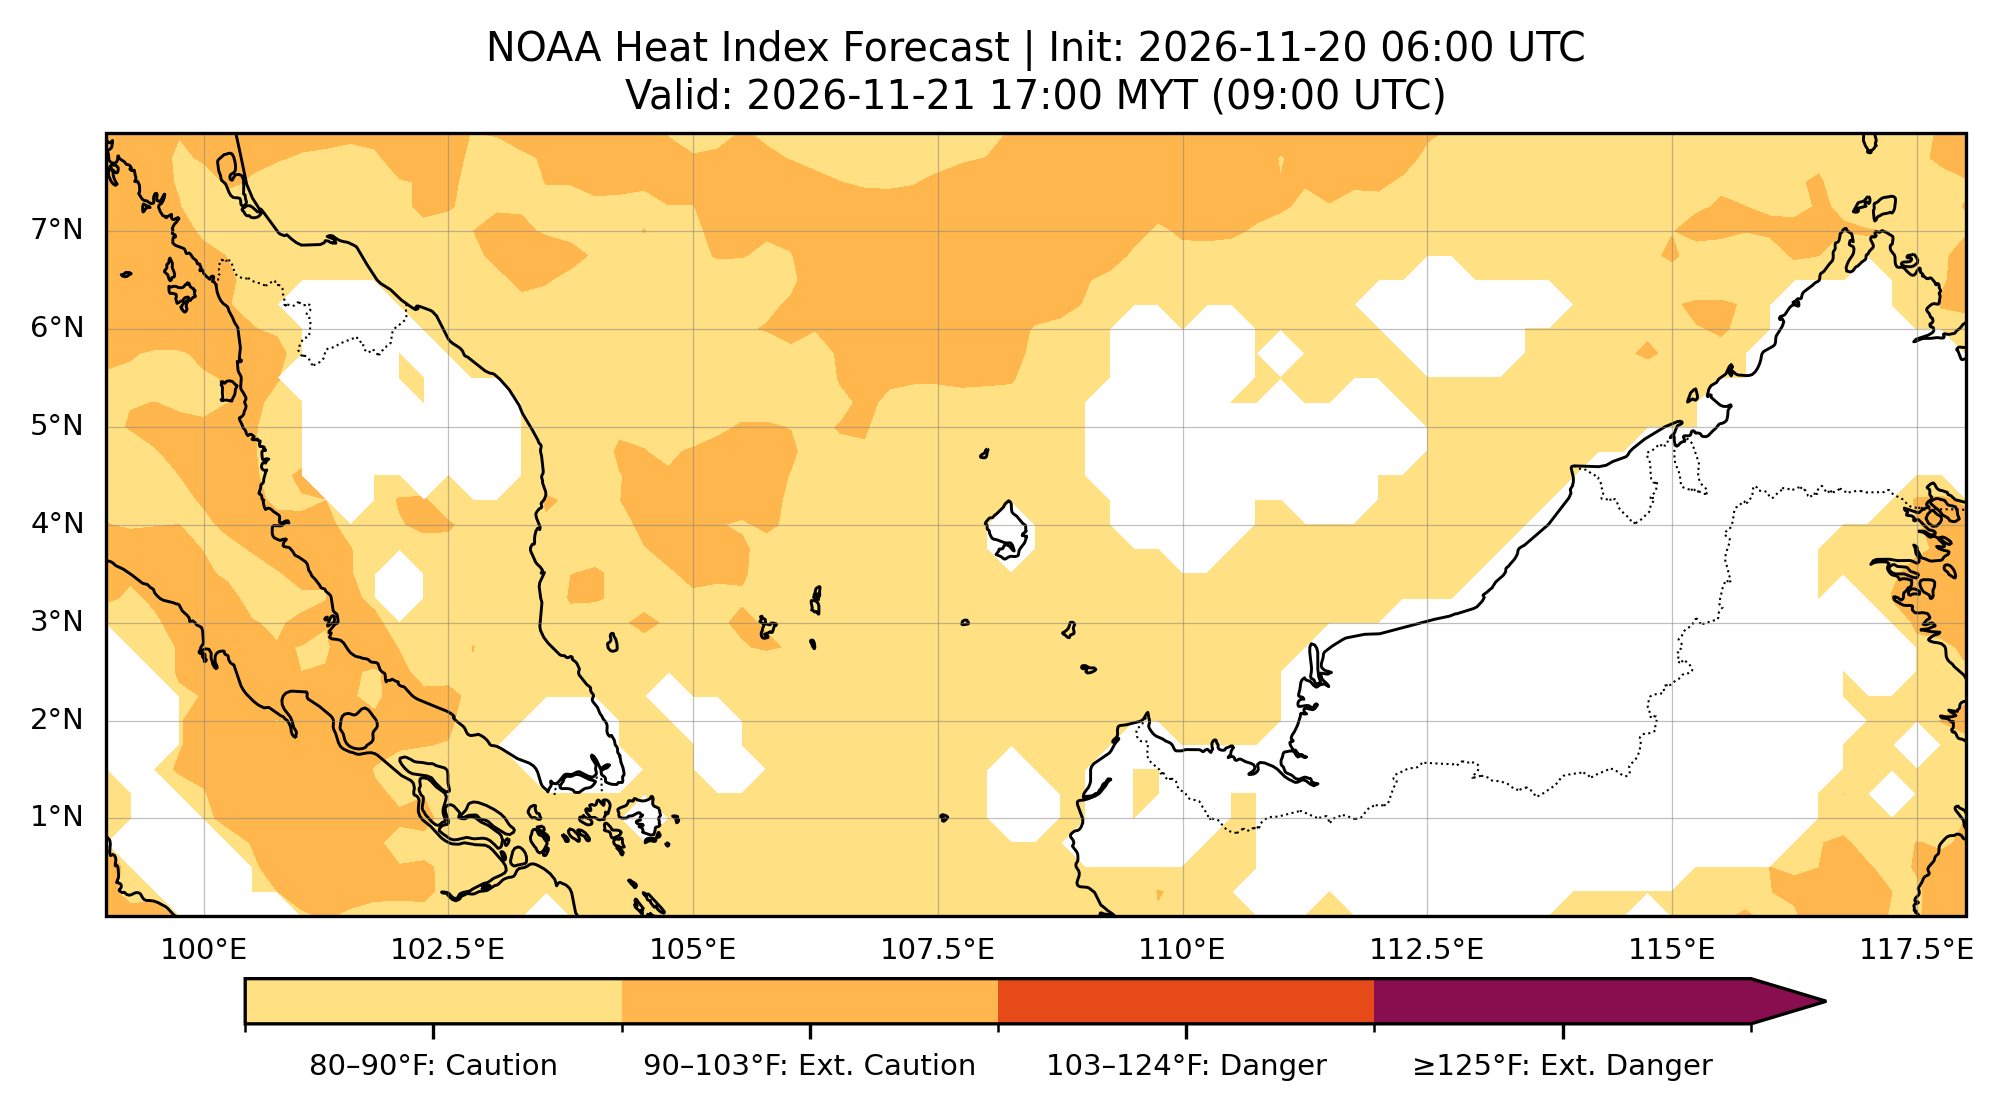 NOAA Heat Index Forecast | Init: 2026-11-20 06:00 UTC
Valid: 2026-11-21 17:00 MYT (09:00 UTC)
7°N
6°N
5°N
4°N
3°N
2°N
1°N
100°E 102.5°E 105°E 107.5°E 110°E 112.5°E 115°E 117.5°E
80–90°F: Caution 90–103°F: Ext. Caution 103–124°F: Danger ≥125°F: Ext. Danger